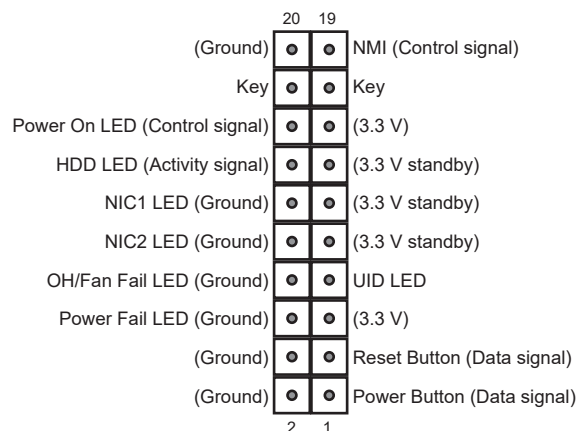 20 19
(Ground) NMI (Control signal)
Key Key
Power On LED (Control signal) (3.3 V)
HDD LED (Activity signal) (3.3 V standby)
NIC1 LED (Ground) (3.3 V standby)
NIC2 LED (Ground) (3.3 V standby)
OH/Fan Fail LED (Ground) UID LED
Power Fail LED (Ground) (3.3 V)
(Ground) Reset Button (Data signal)
(Ground) Power Button (Data signal)
2 1